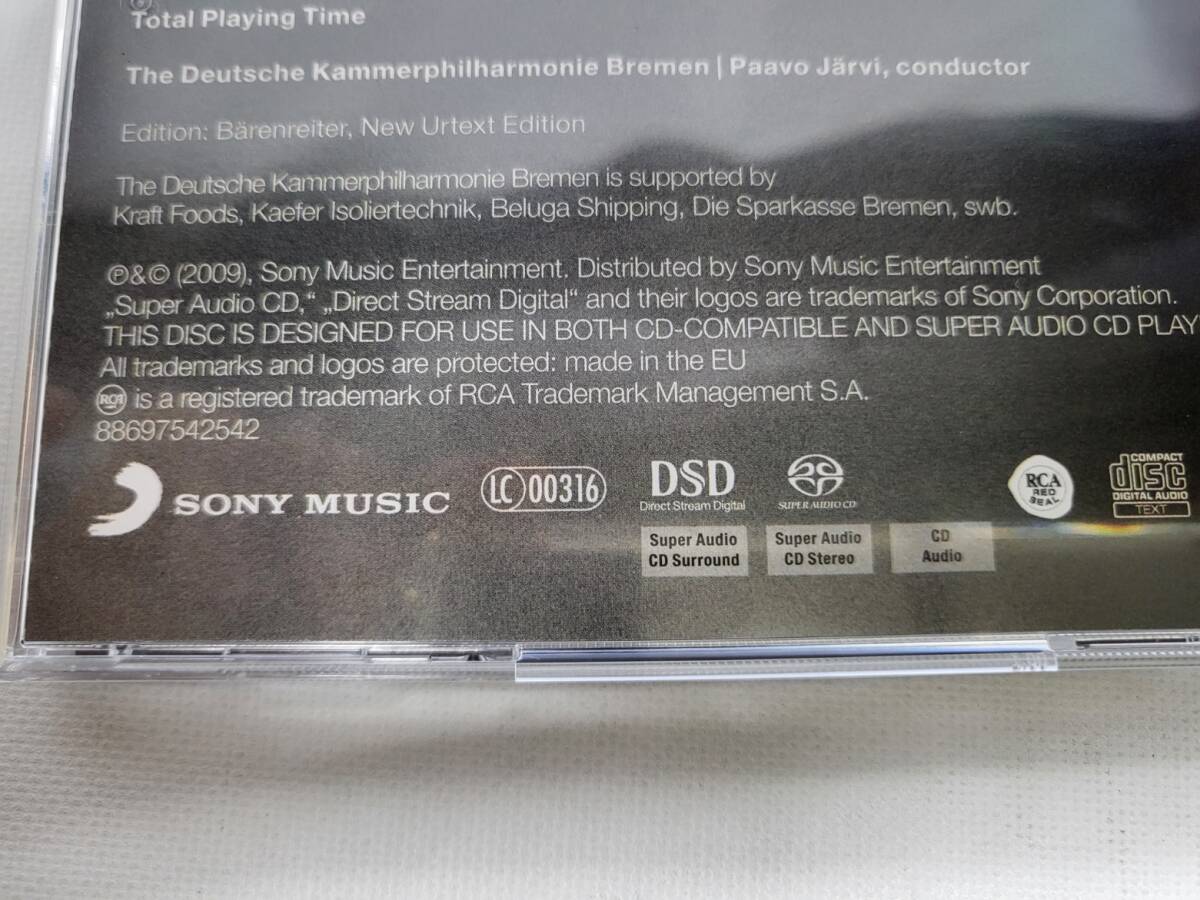 Total Playing Time
The Deutsche Kammerphilharmonie Bremen | Paavo Järvi, conductor
Edition: Bärenreiter, New Urtext Edition
The Deutsche Kammerphilharmonie Bremen is supported by
Kraft Foods, Kaefer Isoliertechnik, Beluga Shipping, Die Sparkasse Bremen, swb.
℗&© (2009), Sony Music Entertainment. Distributed by Sony Music Entertainment
„Super Audio CD,“ „Direct Stream Digital“ and their logos are trademarks of Sony Corporation.
THIS DISC IS DESIGNED FOR USE IN BOTH CD-COMPATIBLE AND SUPER AUDIO CD PLAY
All trademarks and logos are protected: made in the EU
RCA is a registered trademark of RCA Trademark Management S.A.
88697542542
SONY MUSIC
LC 00316
DSD
Direct Stream Digital
SUPER AUDIO CD
RCA
RED
SEAL
COMPACT
disc
DIGITAL AUDIO
TEXT
Super Audio
CD Surround
Super Audio
CD Stereo
CD
Audio